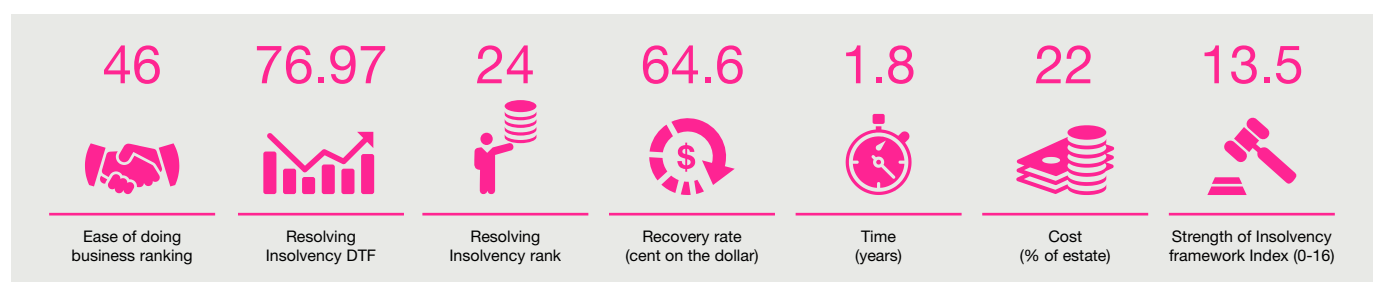 46
76.97
24
64.6
1.8
22
13.5
$
Ease of doing
business ranking
Resolving
Insolvency DTF
Resolving
Insolvency rank
Recovery rate
(cent on the dollar)
Time
(years)
Cost
(% of estate)
Strength of Insolvency
framework Index (0-16)